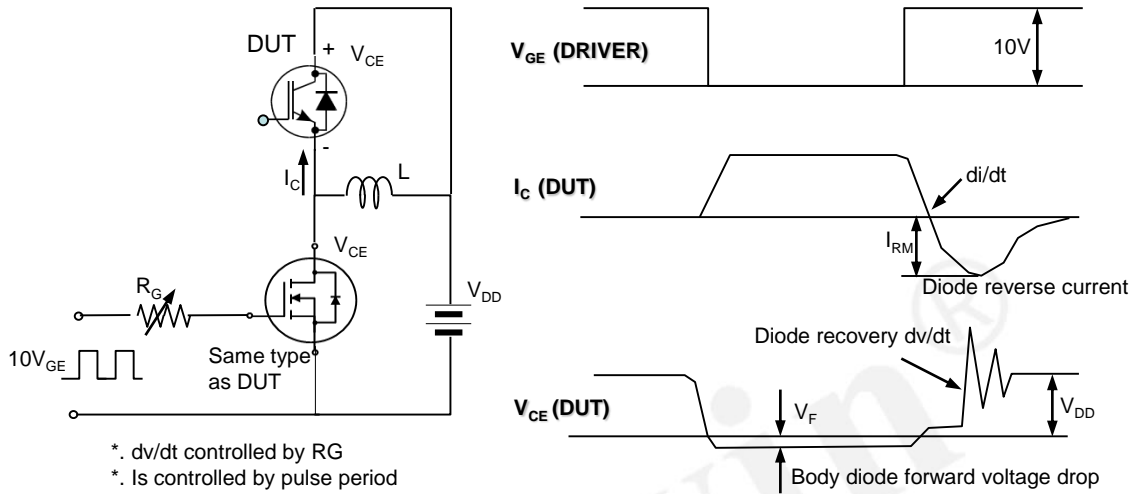 DUT
+
V_CE
-
I_C
L
V_CE
R_G
V_DD
10V_GE
Same type
as DUT
*. dv/dt controlled by RG
*. Is controlled by pulse period
V_GE (DRIVER)
10V
I_C (DUT)
di/dt
I_RM
Diode reverse current
Diode recovery dv/dt
V_CE (DUT)
V_F
V_DD
Body diode forward voltage drop
®